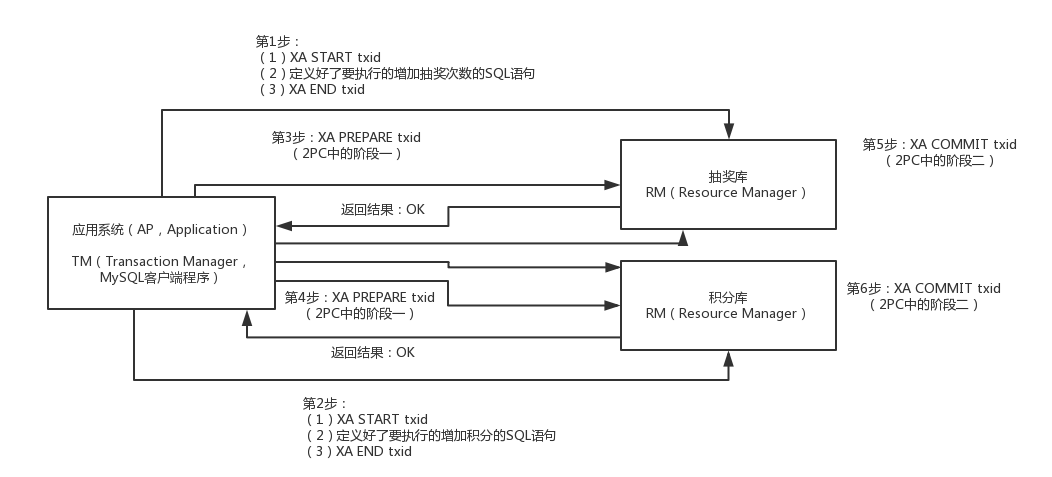 第1步：
（1）XA START txid
（2）定义好了要执行的增加抽奖次数的SQL语句
（3）XA END txid
第3步：XA PREPARE txid
（2PC中的阶段一）
第5步：XA COMMIT txid
（2PC中的阶段二）
抽奖库
RM（Resource Manager）
返回结果：OK
应用系统（AP，Application）
TM（Transaction Manager，
MySQL客户端程序）
第4步：XA PREPARE txid
（2PC中的阶段一）
积分库
RM（Resource Manager）
第6步：XA COMMIT txid
（2PC中的阶段二）
返回结果：OK
第2步：
（1）XA START txid
（2）定义好了要执行的增加积分的SQL语句
（3）XA END txid